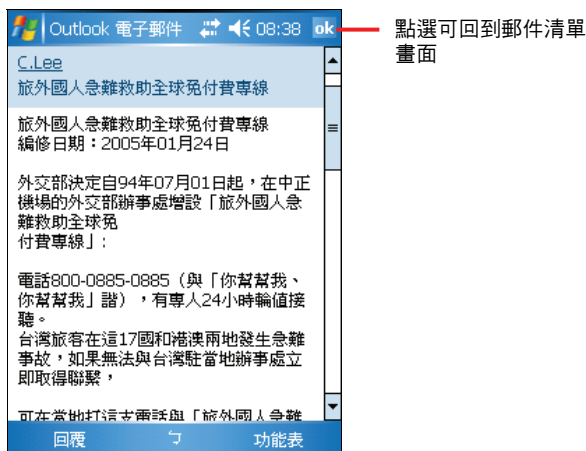 Outlook 電子郵件 08:38 ok
點選可回到郵件清單
畫面
C.Lee
旅外國人急難救助全球免付費專線
旅外國人急難救助全球免付費專線
編修日期：2005年01月24日
外交部決定自94年07月01日起，在中正
機場的外交部辦事處增設「旅外國人急
難救助全球免
付費專線」:
電話800-0885-0885（與「你幫幫我、
你幫幫我」諧），有專人24小時輪值接
聽。
台灣旅客在這17國和港澳兩地發生急難
事故，如果無法與台灣駐當地辦事處立
即取得聯繫，
可在當地打這支電話與「旅外國人急難
回覆 ㄅ 功能表